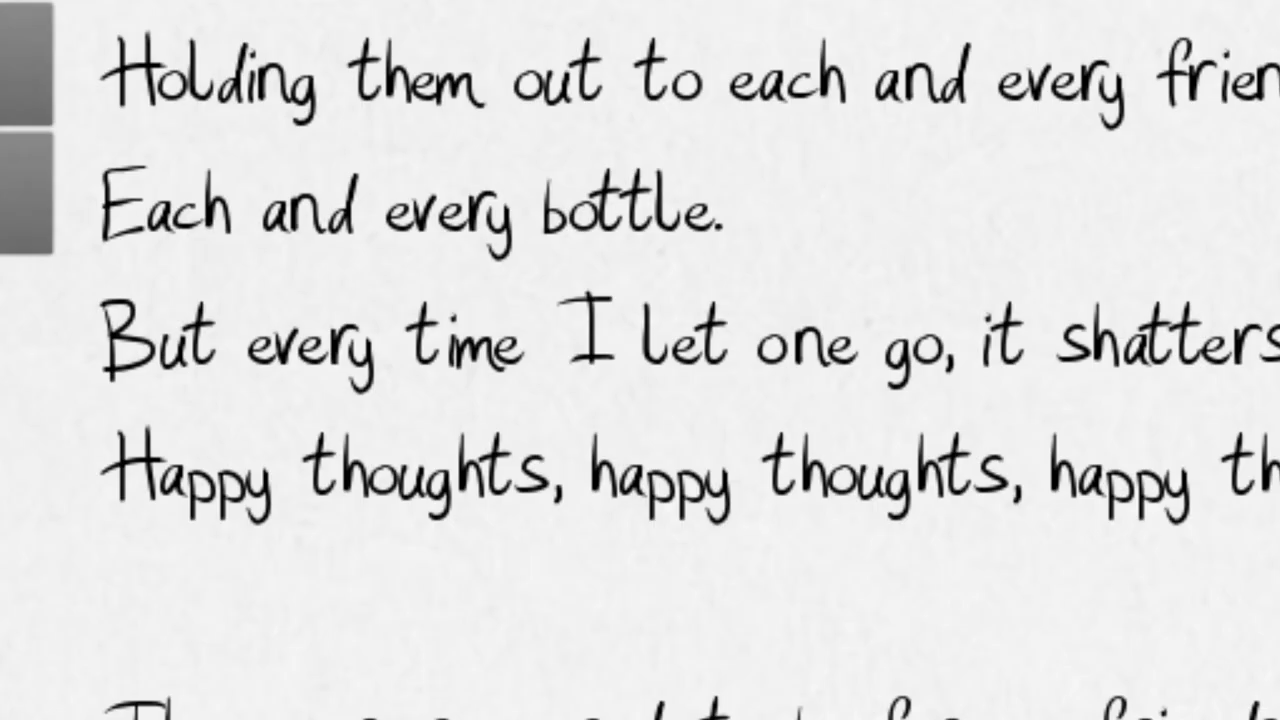 Holding them out to each and every frien
Each and every bottle.
But every time I let one go, it shatters
Happy thoughts, happy thoughts, happy th